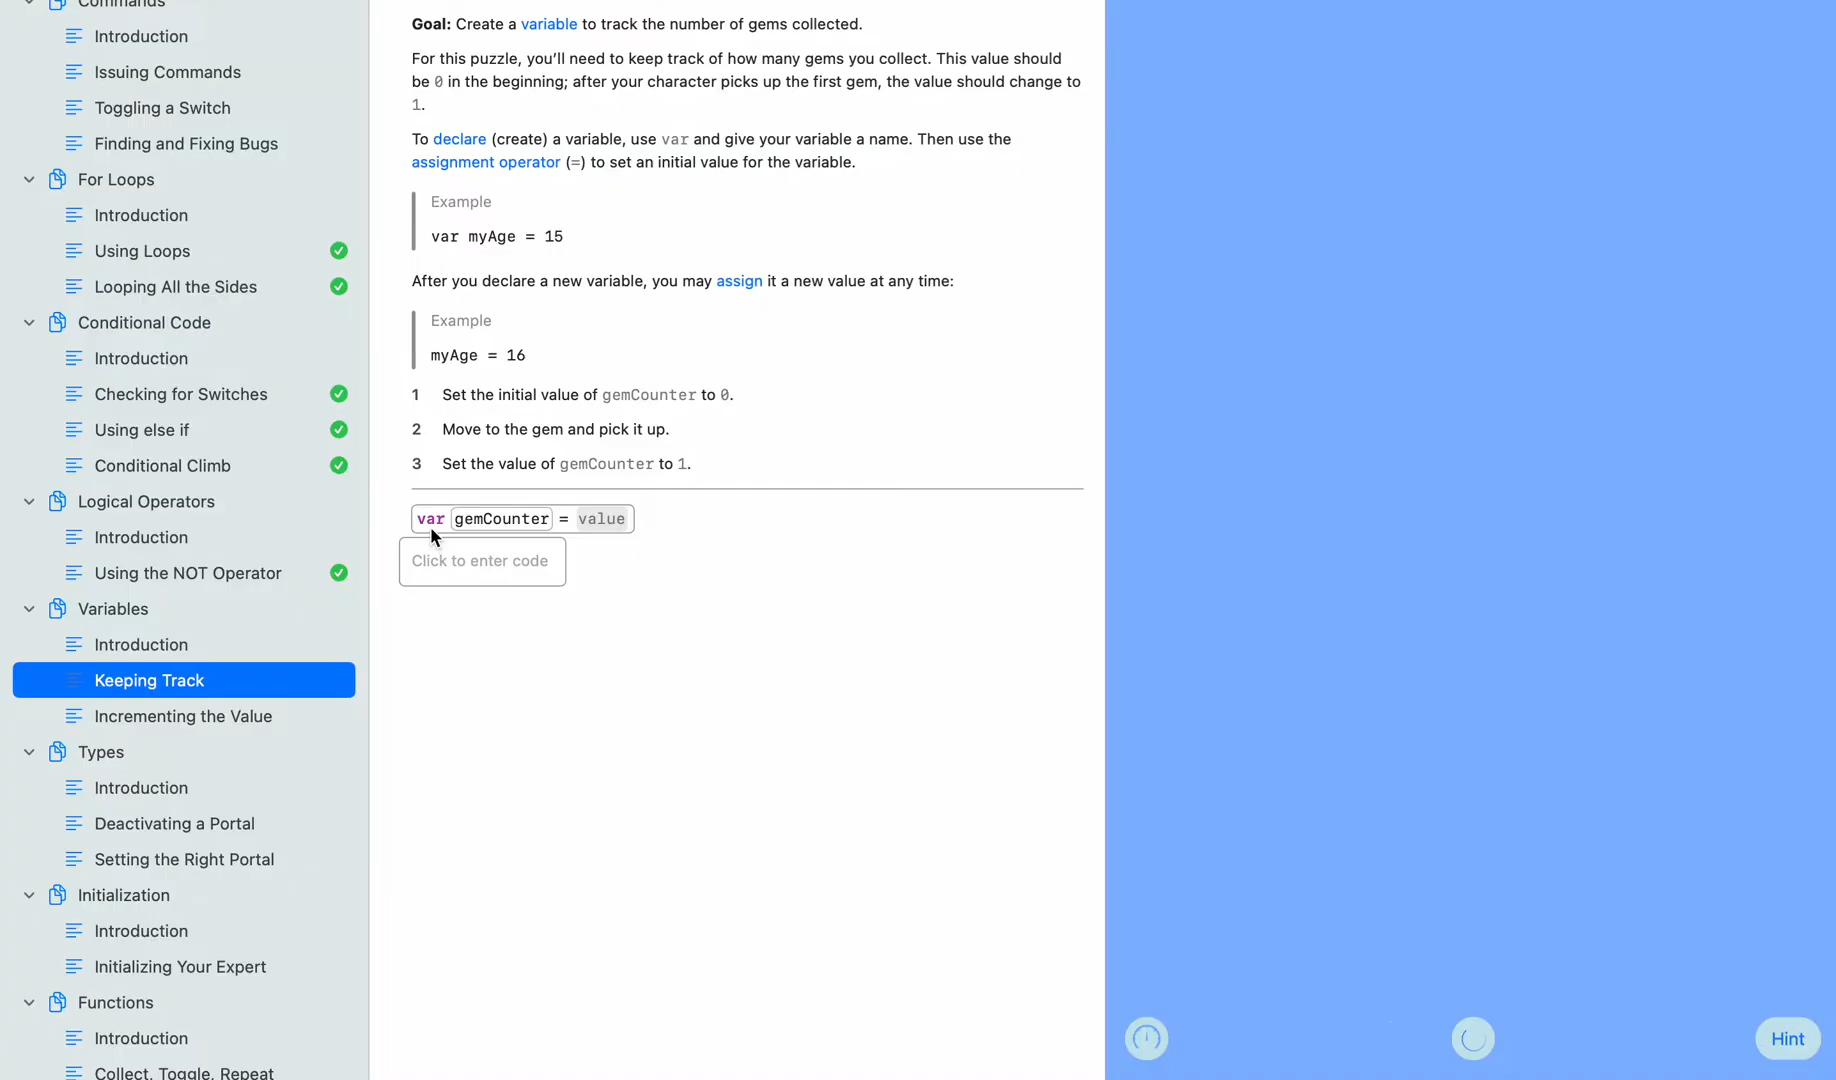 Commands
Introduction
Issuing Commands
Toggling a Switch
Finding and Fixing Bugs
For Loops
Introduction
Using Loops
Looping All the Sides
Conditional Code
Introduction
Checking for Switches
Using else if
Conditional Climb
Logical Operators
Introduction
Using the NOT Operator
Variables
Introduction
Keeping Track
Incrementing the Value
Types
Introduction
Deactivating a Portal
Setting the Right Portal
Initialization
Introduction
Initializing Your Expert
Functions
Introduction
Collect, Toggle, Repeat
Goal: Create a variable to track the number of gems collected.
For this puzzle, you’ll need to keep track of how many gems you collect. This value should
be 0 in the beginning; after your character picks up the first gem, the value should change to
1.
To declare (create) a variable, use var and give your variable a name. Then use the
assignment operator (=) to set an initial value for the variable.
Example
var myAge = 15
After you declare a new variable, you may assign it a new value at any time:
Example
myAge = 16
1 Set the initial value of gemCounter to 0.
2 Move to the gem and pick it up.
3 Set the value of gemCounter to 1.
var gemCounter = value
Click to enter code
Hint